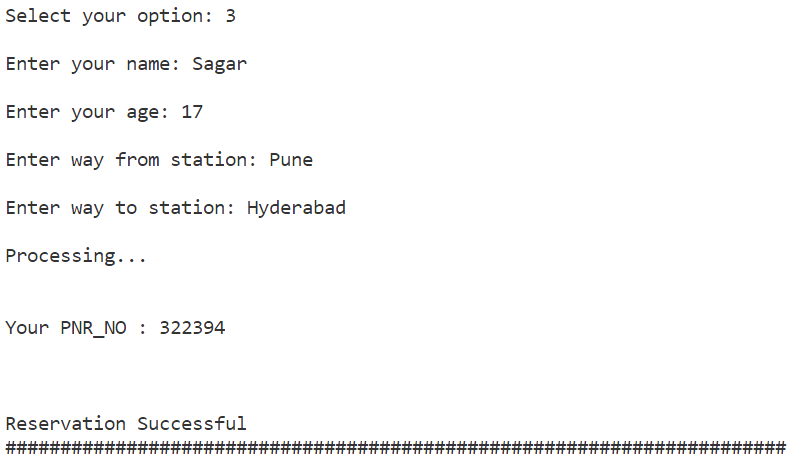 Select your option: 3
Enter your name: Sagar
Enter your age: 17
Enter way from station: Pune
Enter way to station: Hyderabad
Processing...
Your PNR_NO : 322394
Reservation Successful
#######################################################################